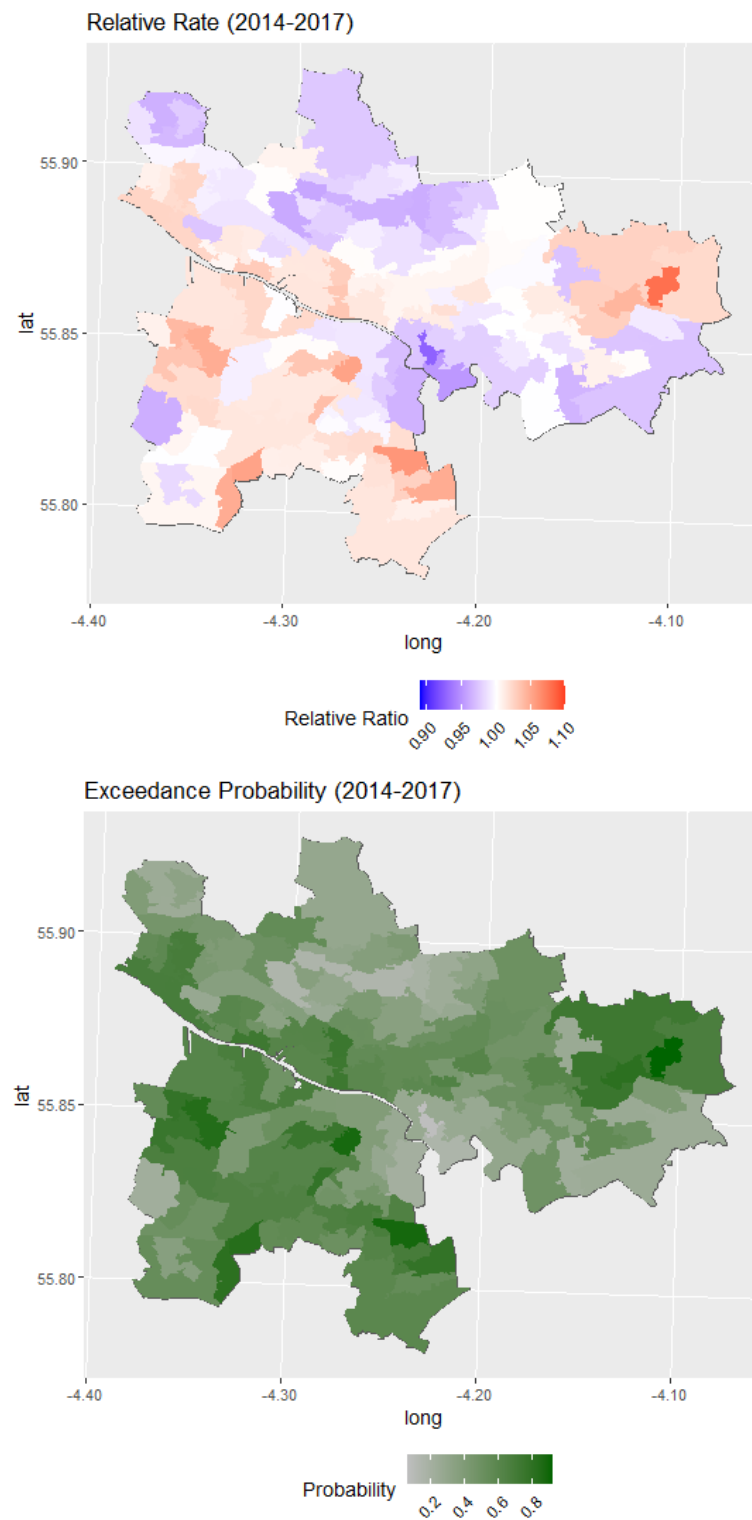 Relative Rate (2014-2017)
55.90
55.85
55.80
lat
-4.40 -4.30 -4.20 -4.10
long
Relative Ratio
0.90 0.95 1.00 1.05 1.10
Exceedance Probability (2014-2017)
55.90
55.85
55.80
lat
-4.40 -4.30 -4.20 -4.10
long
Probability
0.2 0.4 0.6 0.8